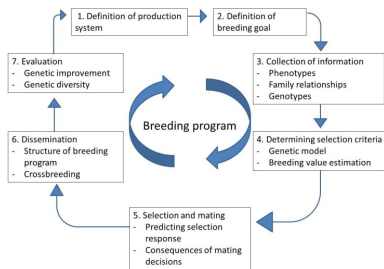 1. Definition of production
system
2. Definition of
breeding goal
3. Collection of information
- Phenotypes
- Family relationships
- Genotypes
4. Determining selection criteria
- Genetic model
- Breeding value estimation
5. Selection and mating
- Predicting selection
response
- Consequences of mating
decisions
6. Dissemination
- Structure of breeding
program
- Crossbreeding
7. Evaluation
- Genetic improvement
- Genetic diversity
Breeding program